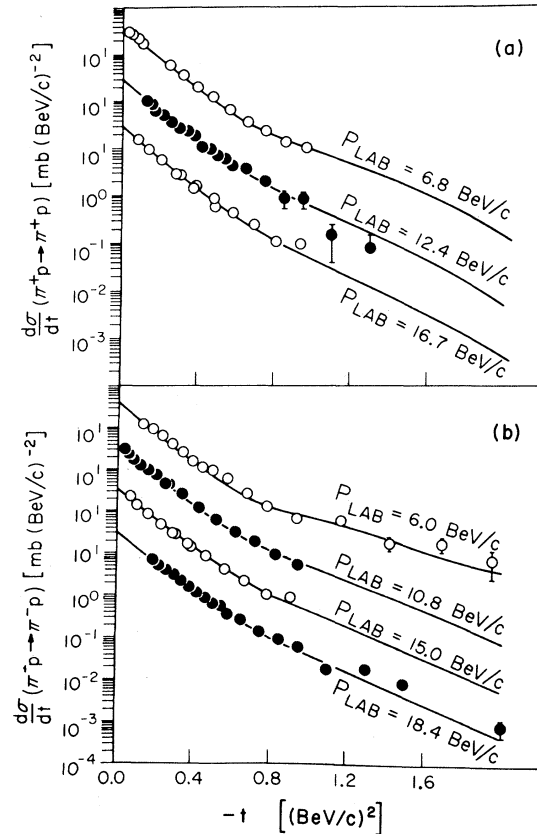 (a)
dσ/dt (π⁺p→π⁺p) [mb (BeV/c)⁻²]
10¹
10¹
10¹
10⁰
10⁻¹
10⁻²
10⁻³
P_LAB = 6.8 BeV/c
P_LAB = 12.4 BeV/c
P_LAB = 16.7 BeV/c
(b)
dσ/dt (π⁻p→π⁻p) [mb (BeV/c)⁻²]
10¹
10¹
10¹
10¹
10⁰
10⁻¹
10⁻²
10⁻³
10⁻⁴
P_LAB = 6.0 BeV/c
P_LAB = 10.8 BeV/c
P_LAB = 15.0 BeV/c
P_LAB = 18.4 BeV/c
0.0 0.4 0.8 1.2 1.6
-t [(BeV/c)²]